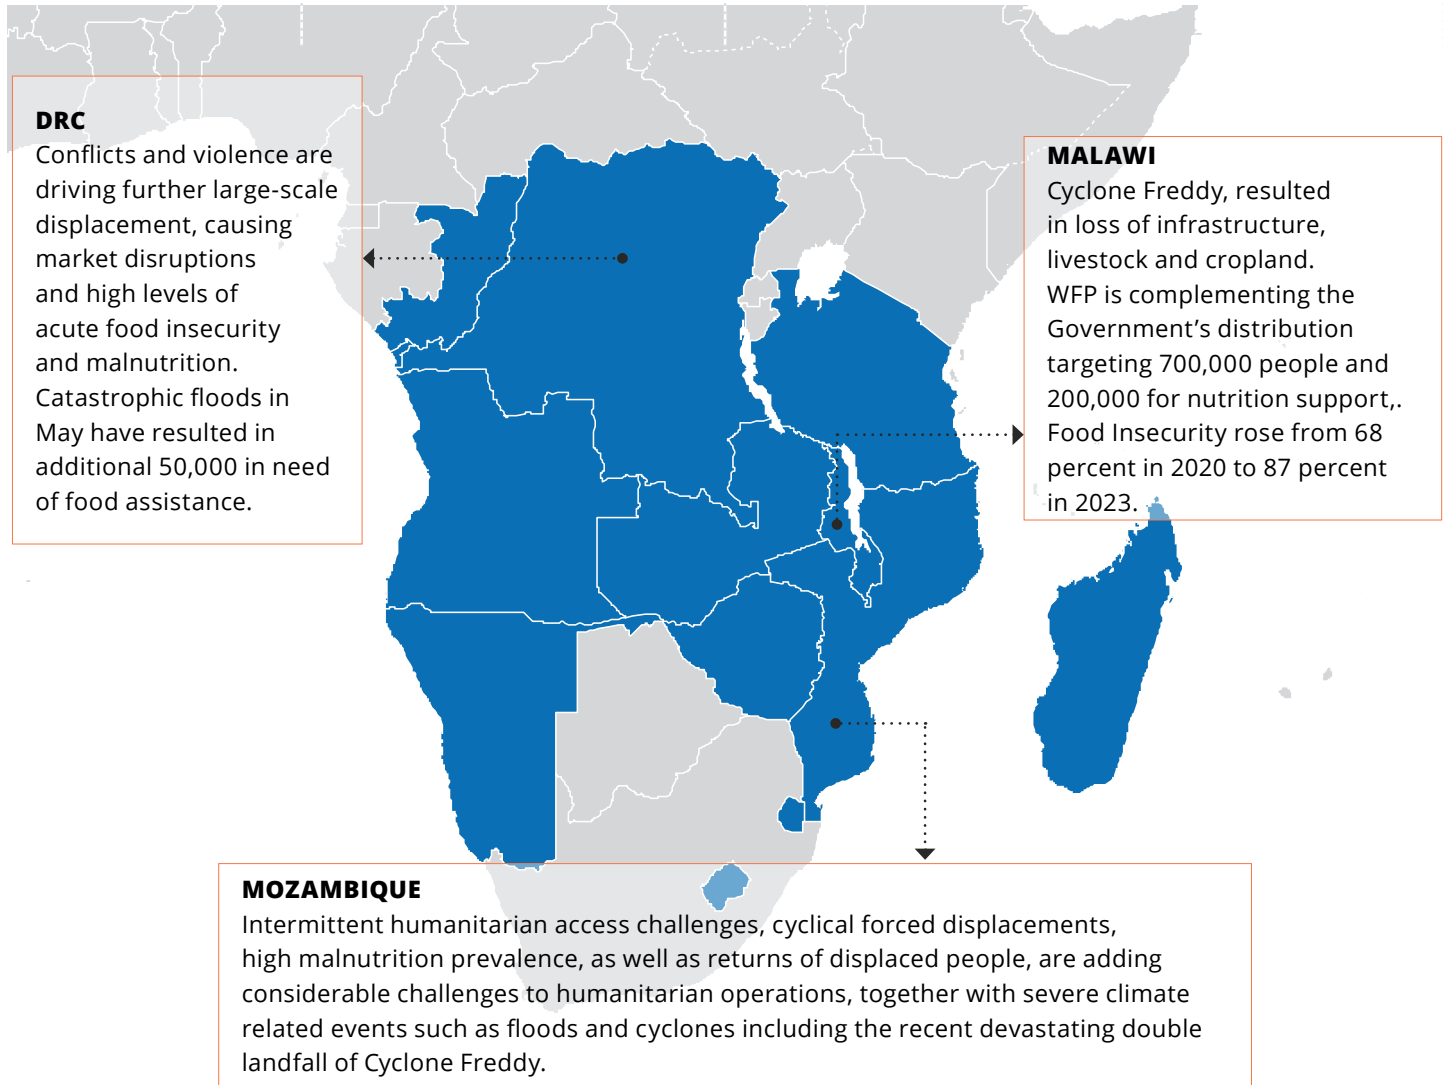 DRC
Conflicts and violence are
driving further large-scale
displacement, causing
market disruptions
and high levels of
acute food insecurity
and malnutrition.
Catastrophic floods in
May have resulted in
additional 50,000 in need
of food assistance.
MALAWI
Cyclone Freddy, resulted
in loss of infrastructure,
livestock and cropland.
WFP is complementing the
Government’s distribution
targeting 700,000 people and
200,000 for nutrition support,.
Food Insecurity rose from 68
percent in 2020 to 87 percent
in 2023.
MOZAMBIQUE
Intermittent humanitarian access challenges, cyclical forced displacements,
high malnutrition prevalence, as well as returns of displaced people, are adding
considerable challenges to humanitarian operations, together with severe climate
related events such as floods and cyclones including the recent devastating double
landfall of Cyclone Freddy.